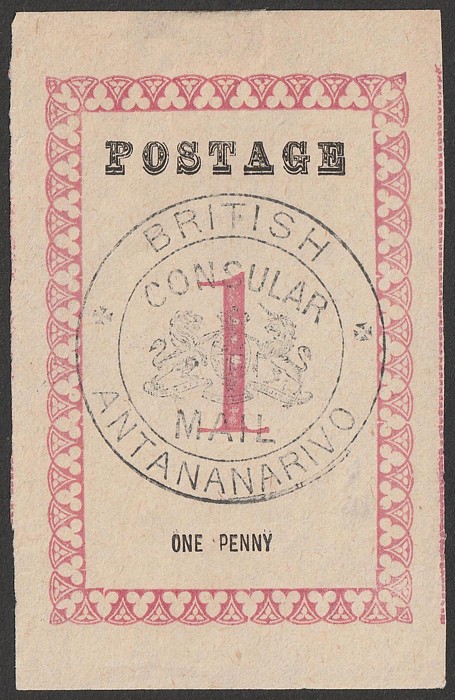 POSTAGE
BRITISH
CONSULAR
1
MAIL
ANTANANARIVO
ONE PENNY